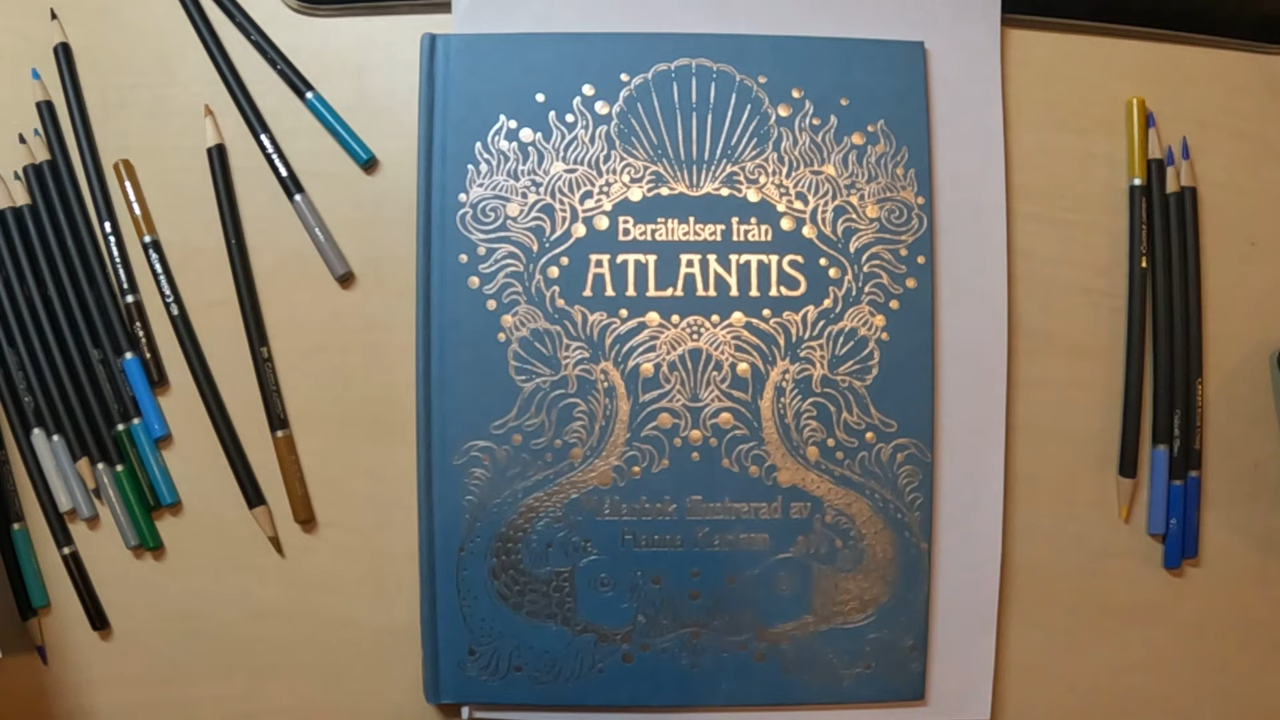 Berättelser från
ATLANTIS
Målarbok illustrerad av
Hanna Karlzon